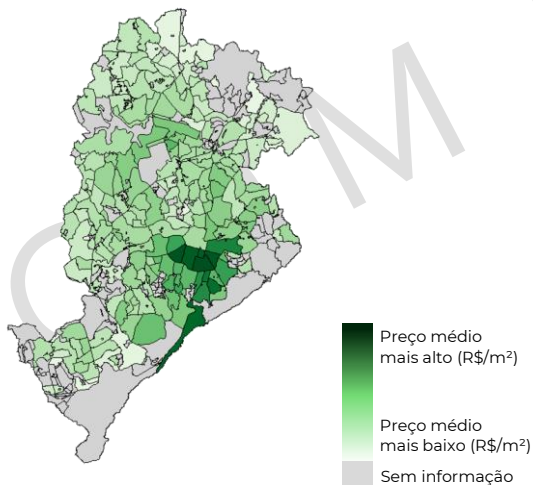 Preço médio
mais alto (R$/m²)
Preço médio
mais baixo (R$/m²)
Sem informação